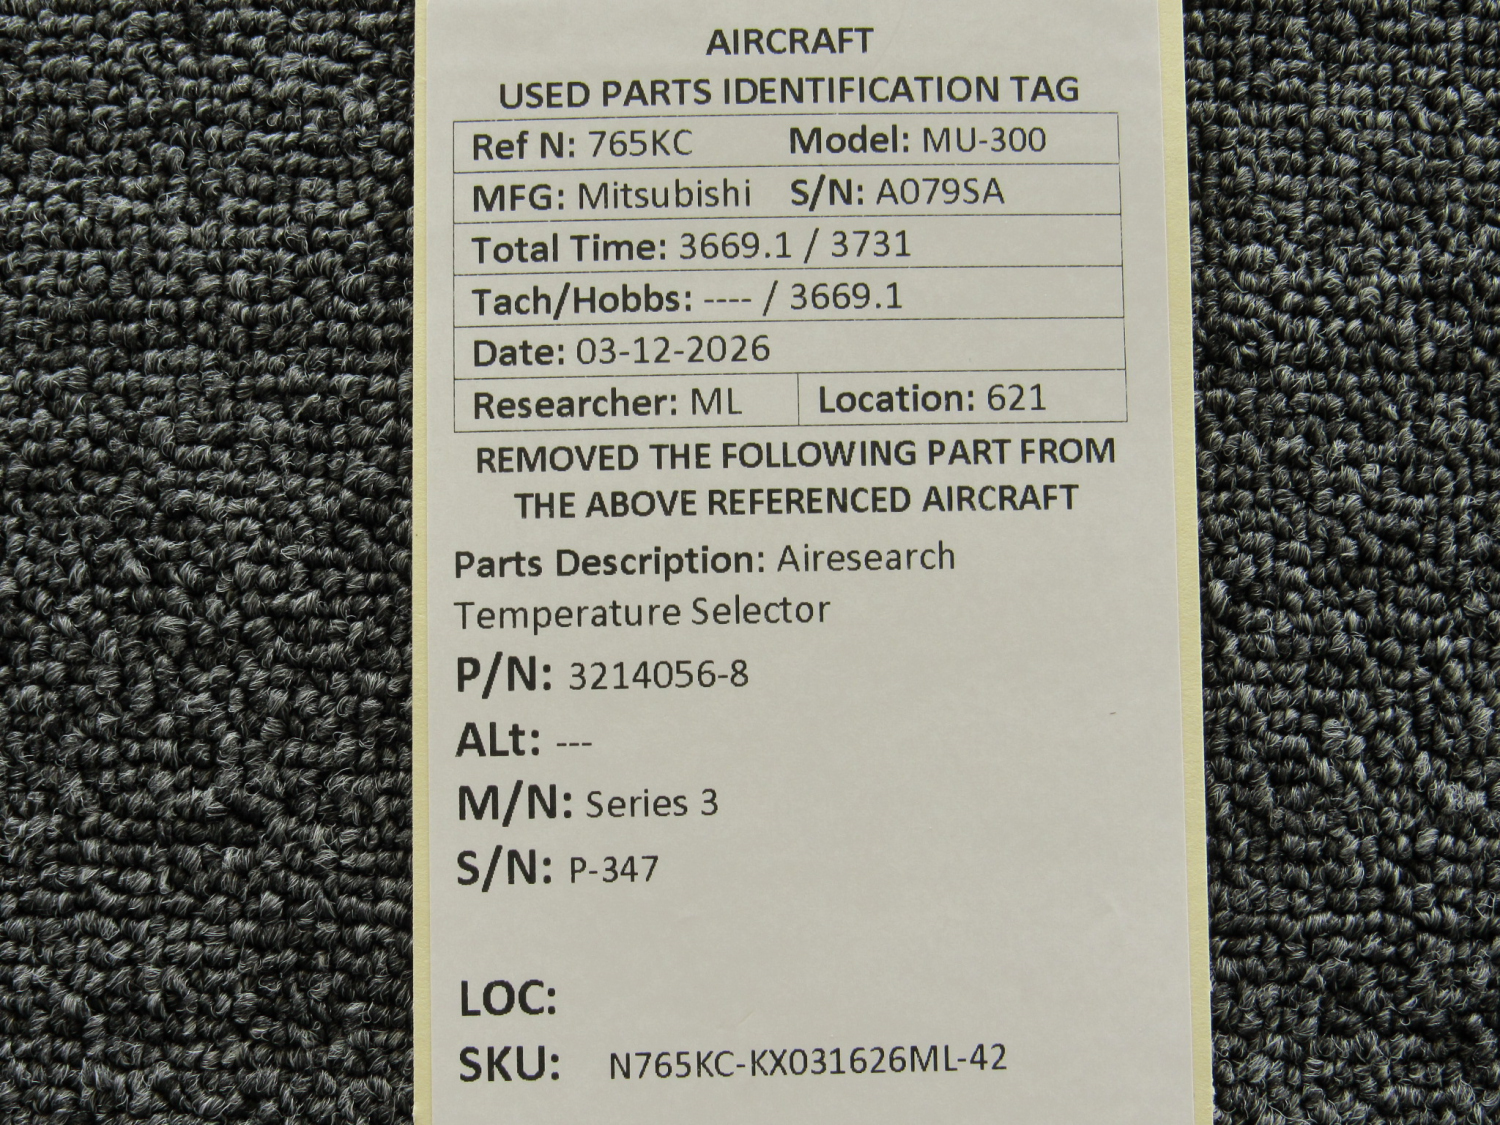 AIRCRAFT
USED PARTS IDENTIFICATION TAG
Ref N: 765KC Model: MU-300
MFG: Mitsubishi S/N: A079SA
Total Time: 3669.1 / 3731
Tach/Hobbs: ---- / 3669.1
Date: 03-12-2026
Researcher: ML Location: 621
REMOVED THE FOLLOWING PART FROM
THE ABOVE REFERENCED AIRCRAFT
Parts Description: Airesearch
Temperature Selector
P/N: 3214056-8
ALt: ---
M/N: Series 3
S/N: P-347
LOC:
SKU: N765KC-KX031626ML-42